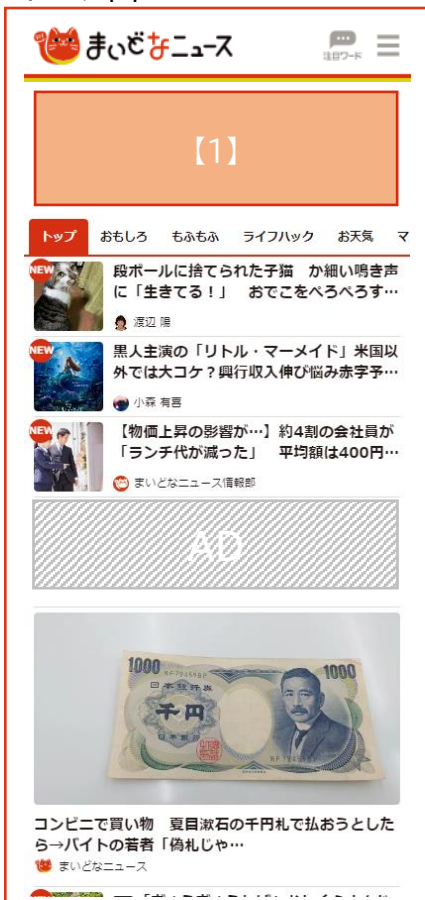 まいどなニュース
注目ワード
【1】
トップ おもしろ もふもふ ライフハック お天気 マ
NEW
段ボールに捨てられた子猫 か細い鳴き声
に「生きてる！」 おでこをぺろぺろす…
渡辺 陽
NEW
黒人主演の「リトル・マーメイド」米国以
外では大コケ？興行収入伸び悩み赤字予…
小森 有喜
NEW
【物価上昇の影響が…】約4割の会社員が
「ランチ代が減った」 平均額は400円…
まいどなニュース情報部
AD
1000
1000
日本銀行券
千円
コンビニで買い物 夏目漱石の千円札で払おうとした
ら→バイトの若者「偽札じゃ…
まいどなニュース